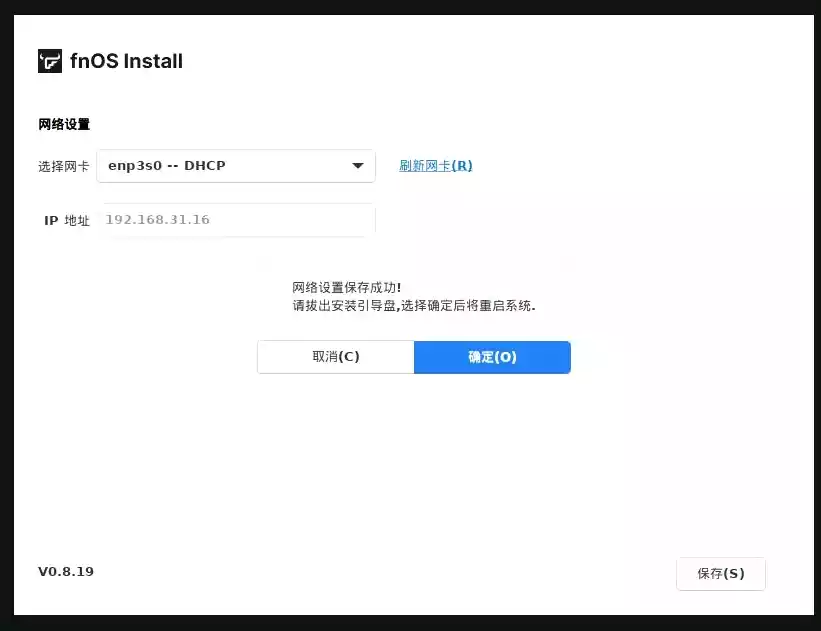 fnOS Install
网络设置
选择网卡 enp3s0 -- DHCP 刷新网卡(R)
IP 地址 192.168.31.16
网络设置保存成功!
请拔出安装引导盘,选择确定后将重启系统.
取消(C) 确定(O)
V0.8.19 保存(S)